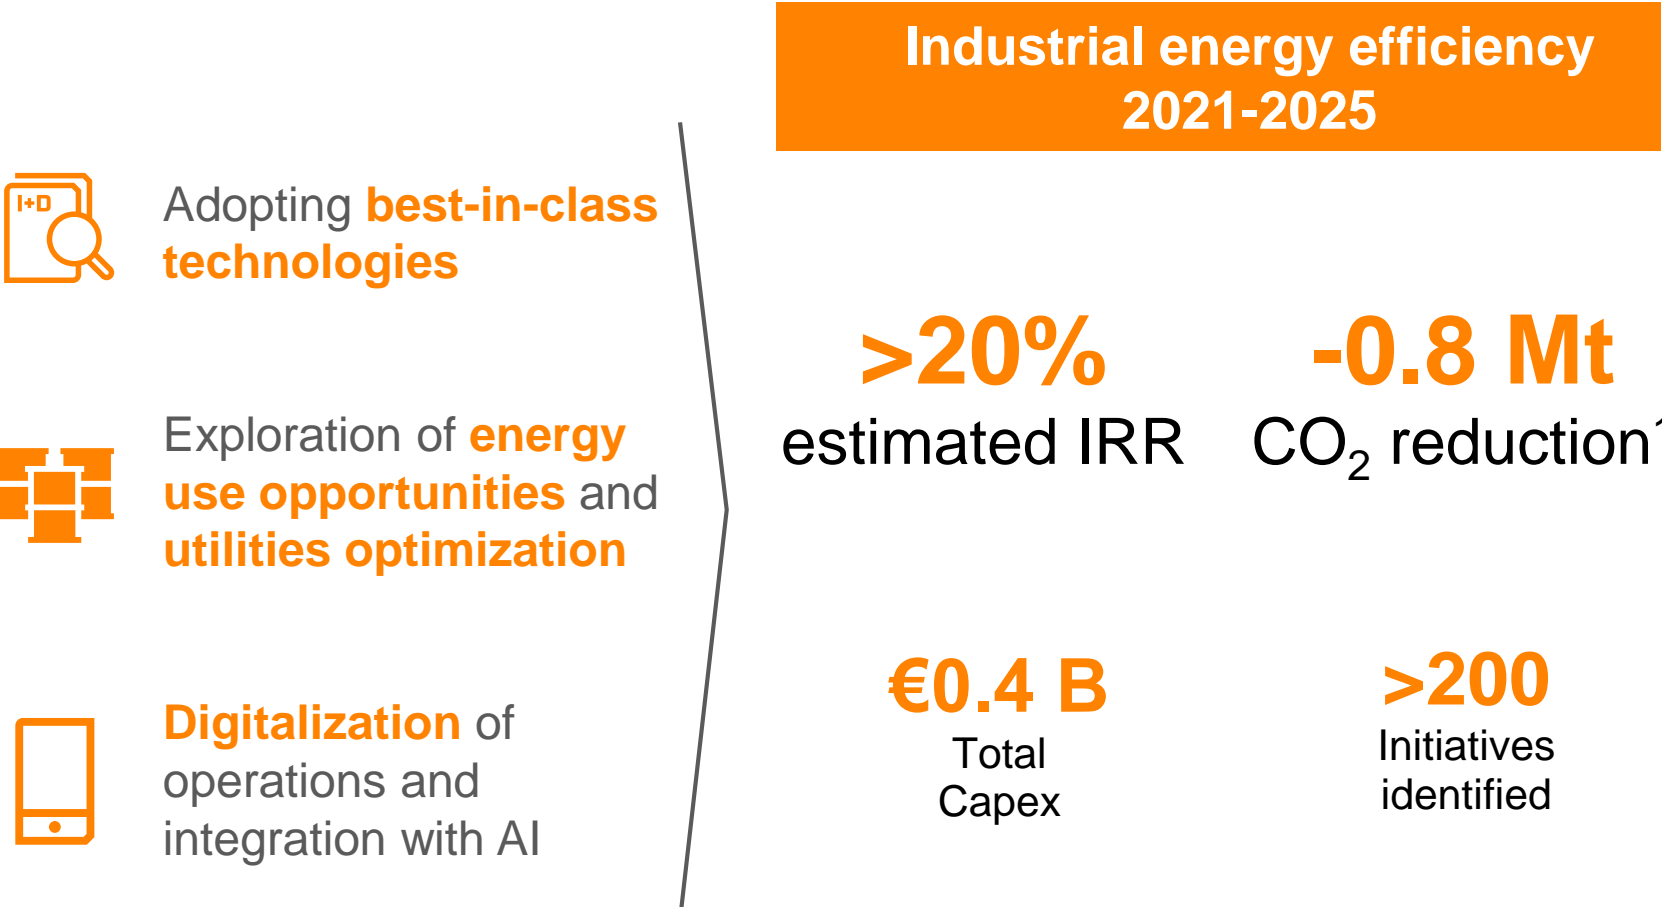 Industrial energy efficiency
2021-2025
I+D
Adopting best-in-class
technologies
Exploration of energy
use opportunities and
utilities optimization
Digitalization of
operations and
integration with AI
>20%
estimated IRR
-0.8 Mt
CO₂ reduction¹
€0.4 B
Total
Capex
>200
Initiatives
identified